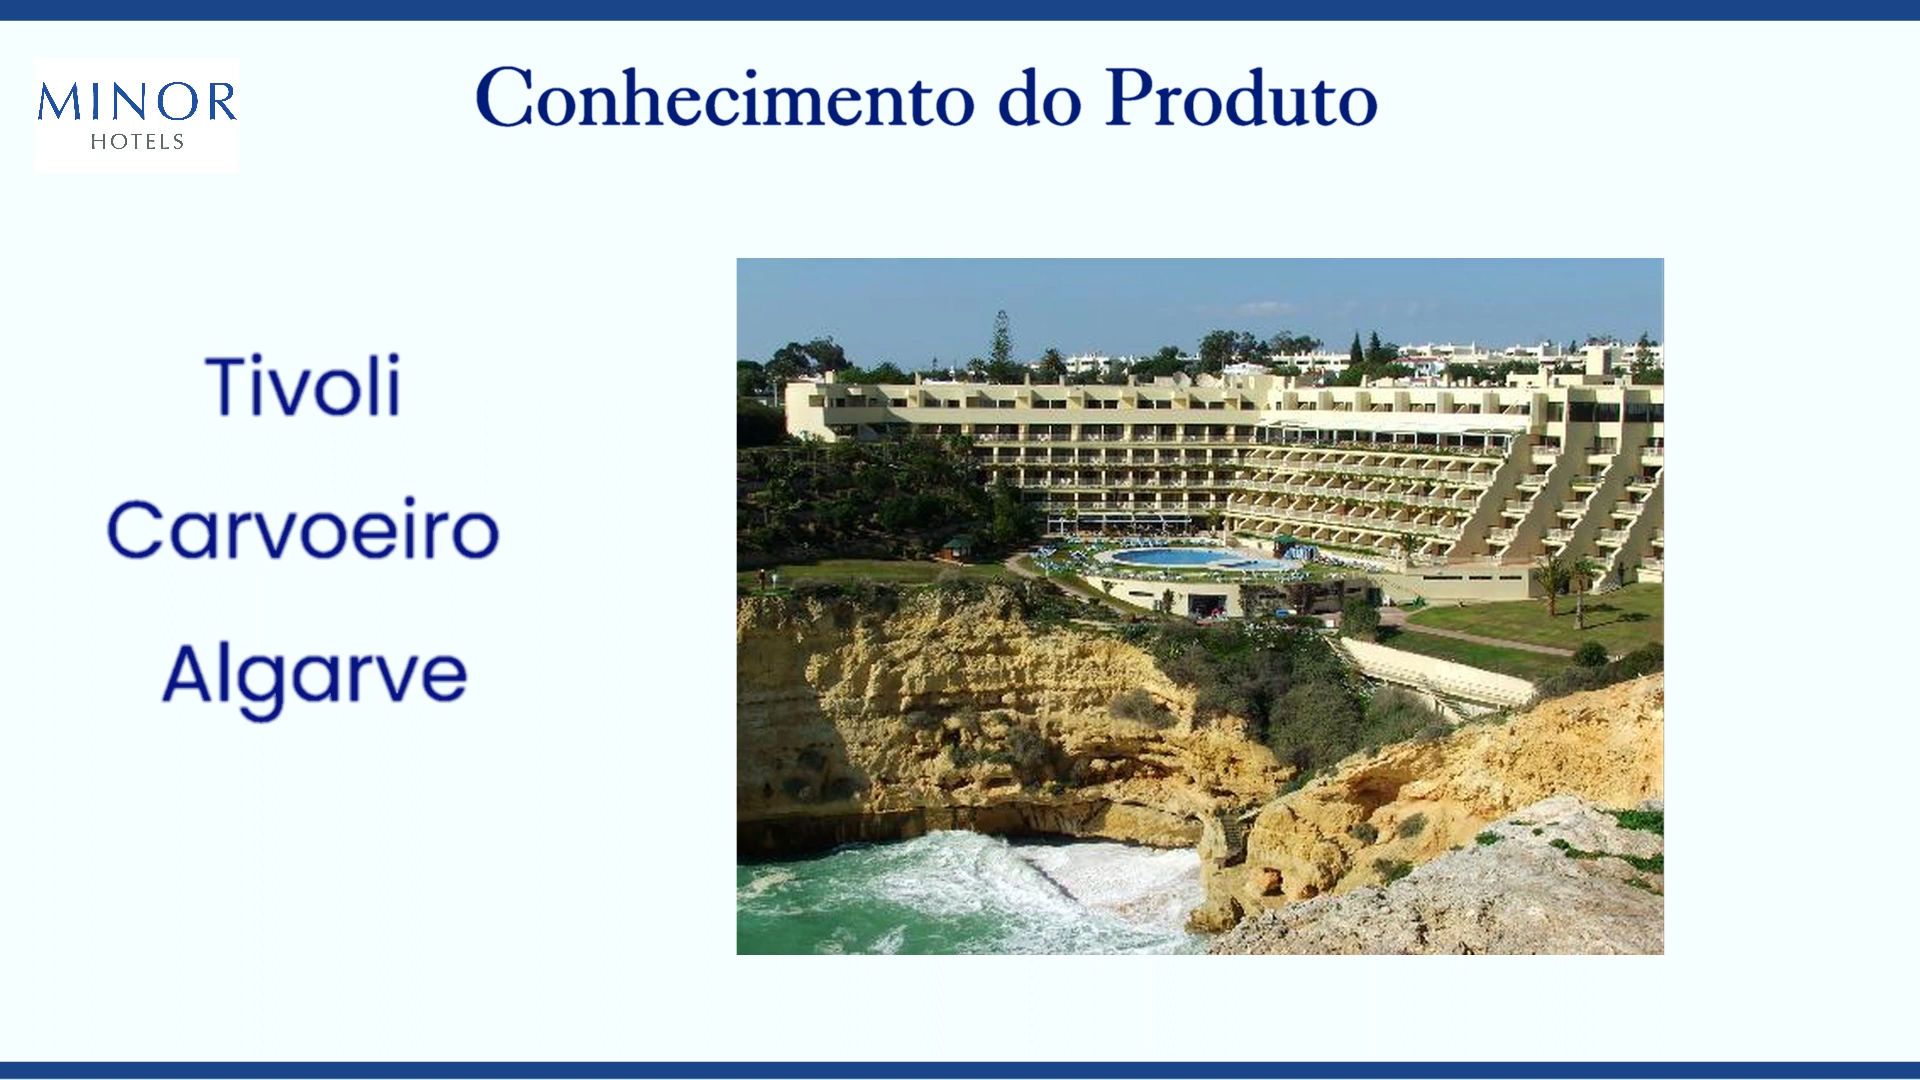 MINOR
HOTELS
Conhecimento do Produto
Tivoli
Carvoeiro
Algarve